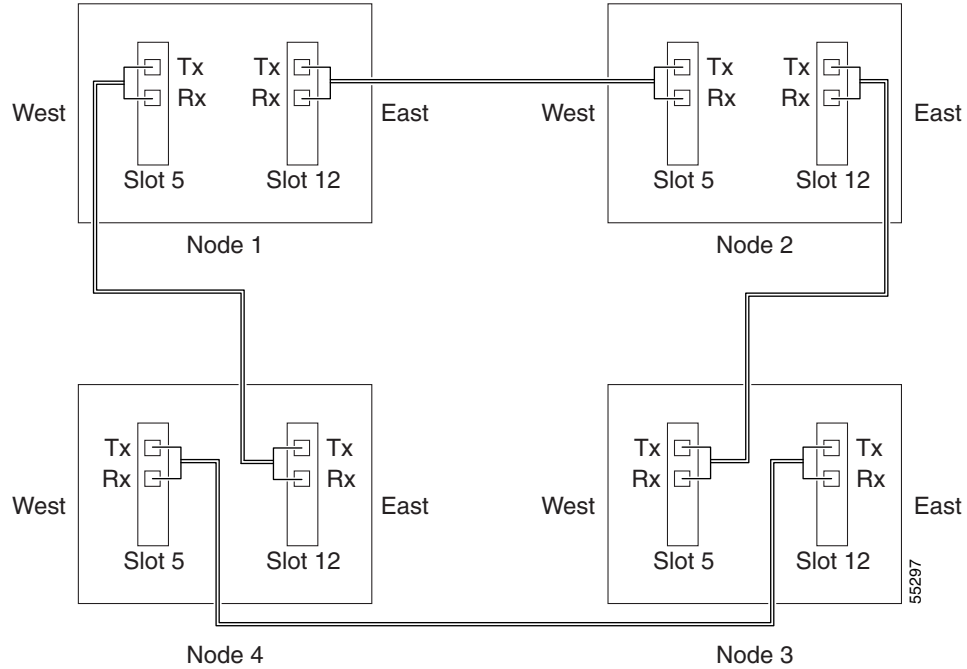 Tx Tx Tx Tx
Rx Rx Rx Rx
West East West East
Slot 5 Slot 12 Slot 5 Slot 12
Node 1 Node 2
Tx Tx Tx Tx
Rx Rx Rx Rx
West East West East
Slot 5 Slot 12 Slot 5 Slot 12
55297
Node 4 Node 3